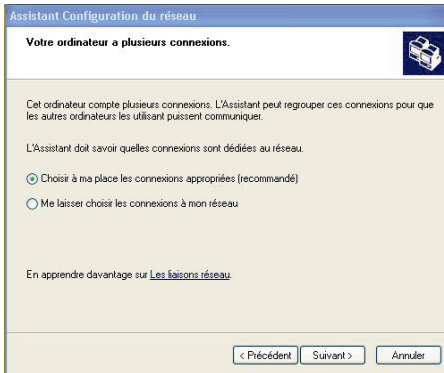 Assistant Configuration du réseau
Votre ordinateur a plusieurs connexions.
Cet ordinateur compte plusieurs connexions. L'Assistant peut regrouper ces connexions pour que
les autres ordinateurs les utilisant puissent communiquer.
L'Assistant doit savoir quelles connexions sont dédiées au réseau.
Choisir à ma place les connexions appropriées (recommandé)
Me laisser choisir les connexions à mon réseau
En apprendre davantage sur Les liaisons réseau.
< Précédent Suivant > Annuler